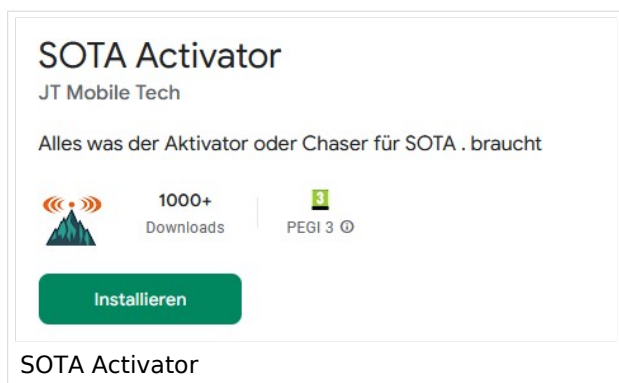 SOTA Activator
JT Mobile Tech
Alles was der Aktivator oder Chaser für SOTA . braucht
1000+
Downloads
3
PEGI 3 ⓘ
Installieren
SOTA Activator